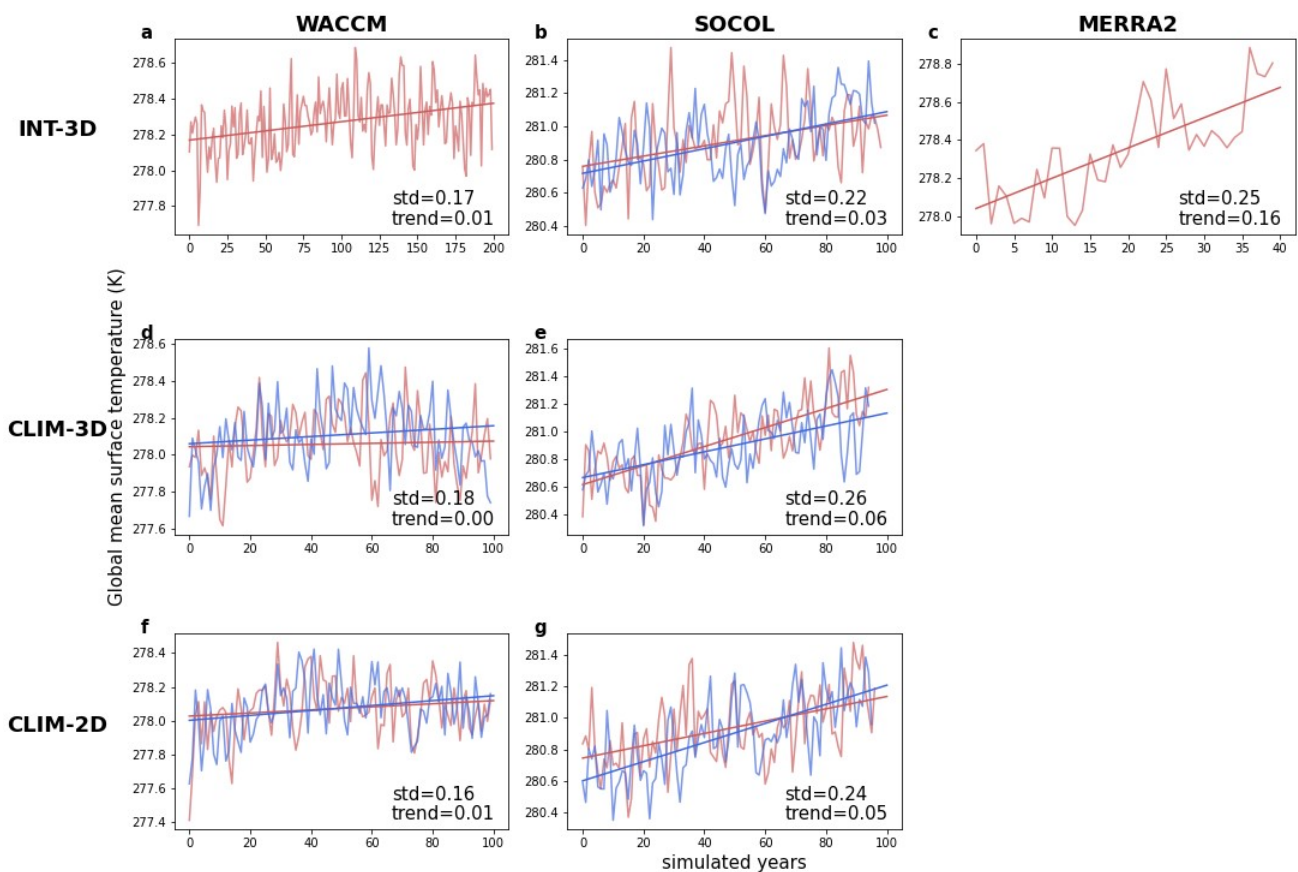 WACCM
SOCOL
MERRA2
INT-3D
CLIM-3D
CLIM-2D
Global mean surface temperature (K)
a
278.6
278.4
278.2
278.0
277.8
0 25 50 75 100 125 150 175 200
std=0.17
trend=0.01
b
281.4
281.2
281.0
280.8
280.6
280.4
0 20 40 60 80 100
std=0.22
trend=0.03
c
278.8
278.6
278.4
278.2
278.0
0 5 10 15 20 25 30 35 40
std=0.25
trend=0.16
d
278.6
278.4
278.2
278.0
277.8
277.6
0 20 40 60 80 100
std=0.18
trend=0.00
e
281.6
281.4
281.2
281.0
280.8
280.6
280.4
0 20 40 60 80 100
std=0.26
trend=0.06
f
278.4
278.2
278.0
277.8
277.6
277.4
0 20 40 60 80 100
std=0.16
trend=0.01
g
281.4
281.2
281.0
280.8
280.6
280.4
0 20 40 60 80 100
std=0.24
trend=0.05
simulated years